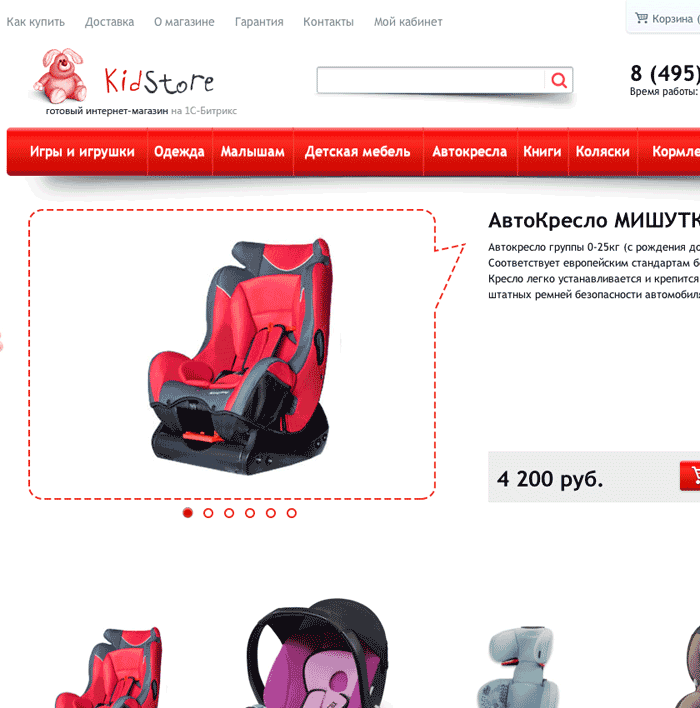 Как купить Доставка О магазине Гарантия Контакты Мой кабинет
Корзина (
KidStore
готовый интернет-магазин на 1С-Битрикс
8 (495)
Время работы:
Игры и игрушки Одежда Малышам Детская мебель Автокресла Книги Коляски Кормле
АвтоКресло МИШУТК
Автокресло группы 0-25кг (с рождения до
Соответствует европейским стандартам б
Кресло легко устанавливается и крепится
штатных ремней безопасности автомобил
4 200 руб.